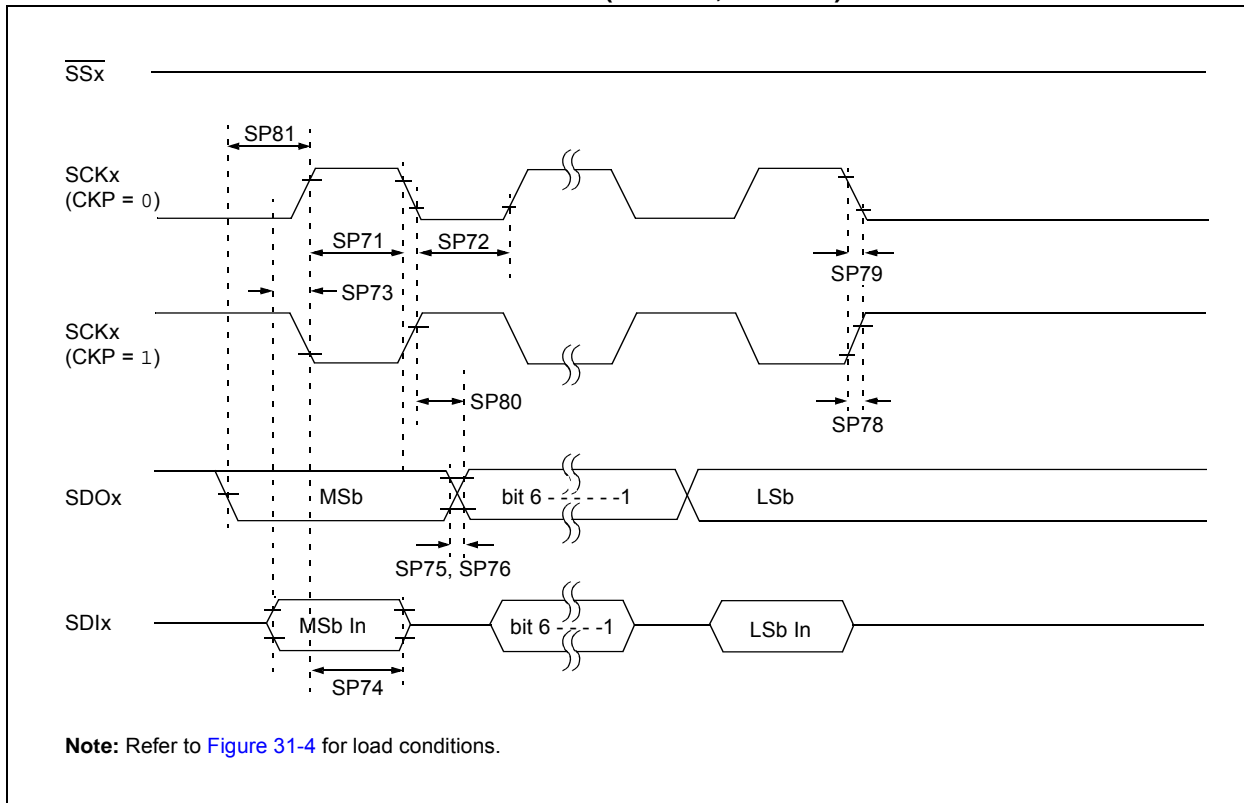 SSx
SP81
SCKx
(CKP = 0)
SP71
SP72
SP79
SP73
SCKx
(CKP = 1)
SP80
SP78
SDOx
MSb
bit 6 - - - - - -1
LSb
SP75, SP76
SDIx
MSb In
bit 6 - - - -1
LSb In
SP74
Note: Refer to Figure 31-4 for load conditions.